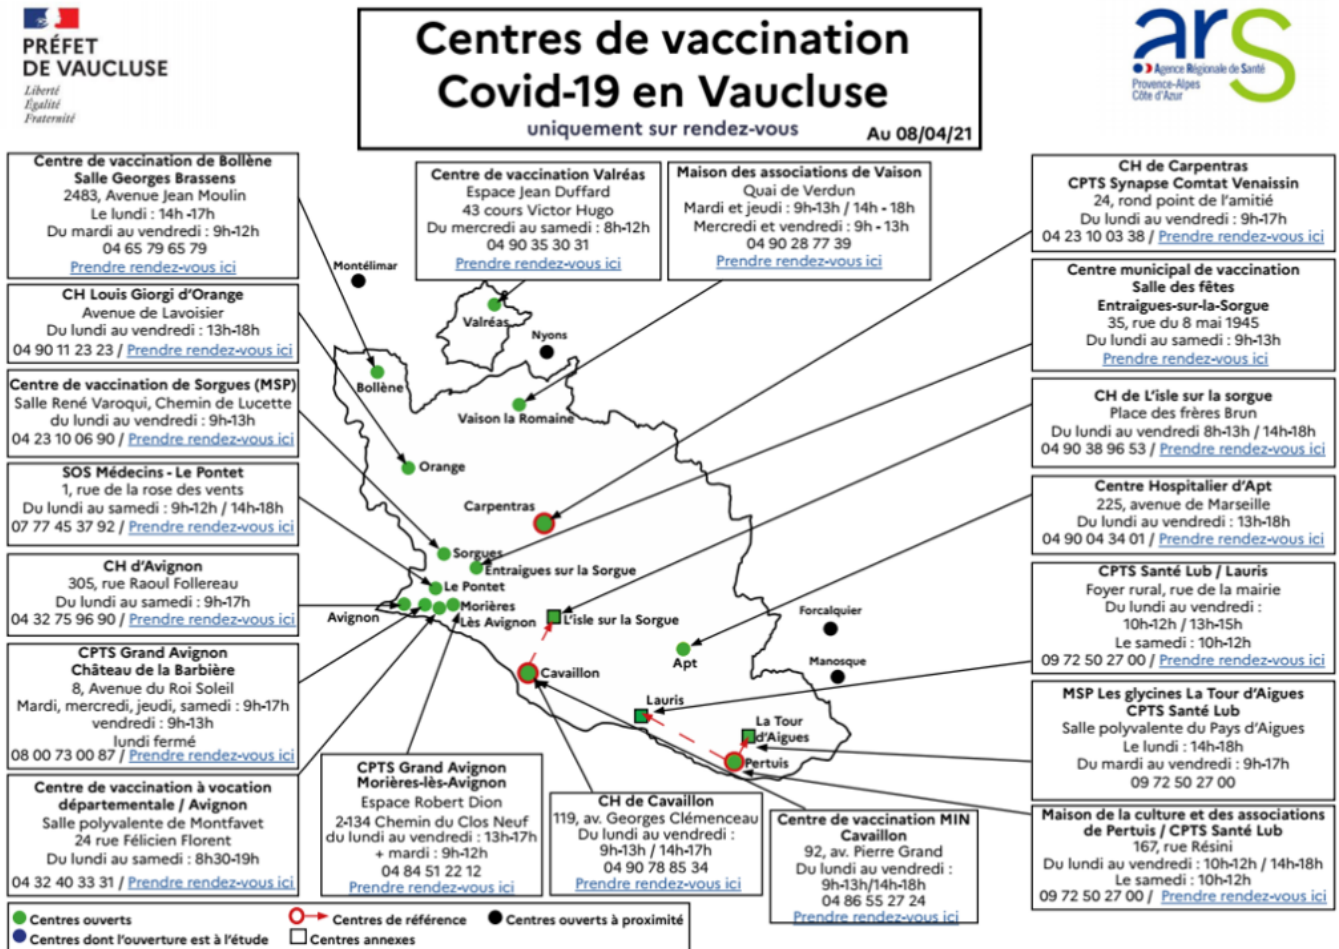 PRÉFET
DE VAUCLUSE
Liberté
Égalité
Fraternité
Centres de vaccination
Covid-19 en Vaucluse
uniquement sur rendez-vous
Au 08/04/21
ars
Agence Régionale de Santé
Provence-Alpes
Côte d'Azur
Centre de vaccination de Bollène
Salle Georges Brassens
2483, Avenue Jean Moulin
Le lundi : 14h -17h
Du mardi au vendredi : 9h-12h
04 65 79 65 79
Prendre rendez-vous ici
CH Louis Giorgi d'Orange
Avenue de Lavoisier
Du lundi au vendredi : 13h-18h
04 90 11 23 23 / Prendre rendez-vous ici
Centre de vaccination de Sorgues (MSP)
Salle René Varoqui, Chemin de Lucette
du lundi au vendredi : 9h-13h
04 23 10 06 90 / Prendre rendez-vous ici
SOS Médecins - Le Pontet
1, rue de la rose des vents
Du lundi au samedi : 9h-12h / 14h-18h
07 77 45 37 92 / Prendre rendez-vous ici
CH d'Avignon
305, rue Raoul Follereau
Du lundi au samedi : 9h-17h
04 32 75 96 90 / Prendre rendez-vous ici
CPTS Grand Avignon
Château de la Barbière
8, Avenue du Roi Soleil
Mardi, mercredi, jeudi, samedi : 9h-17h
vendredi : 9h-13h
lundi fermé
08 00 73 00 87 / Prendre rendez-vous ici
Centre de vaccination à vocation
départementale / Avignon
Salle polyvalente de Montfavet
24 rue Félicien Florent
Du lundi au samedi : 8h30-19h
04 32 40 33 31 / Prendre rendez-vous ici
Centre de vaccination Valréas
Espace Jean Duffard
43 cours Victor Hugo
Du mercredi au samedi : 8h-12h
04 90 35 30 31
Prendre rendez-vous ici
Maison des associations de Vaison
Quai de Verdun
Mardi et jeudi : 9h-13h / 14h - 18h
Mercredi et vendredi : 9h - 13h
04 90 28 77 39
Prendre rendez-vous ici
Montélimar
Valréas
Nyons
Bollène
Vaison la Romaine
Orange
Carpentras
Sorgues
Entraigues sur la Sorgue
Le Pontet
Avignon
Morières
Lès Avignon
L'isle sur la Sorgue
Forcalquier
Apt
Manosque
Cavaillon
Lauris
La Tour
d'Aigues
Pertuis
CPTS Grand Avignon
Morières-lès-Avignon
Espace Robert Dion
2-134 Chemin du Clos Neuf
du lundi au vendredi : 13h-17h
+ mardi : 9h-12h
04 84 51 22 12
Prendre rendez-vous ici
CH de Cavaillon
119, av. Georges Clémenceau
Du lundi au vendredi :
9h-13h / 14h-17h
04 90 78 85 34
Prendre rendez-vous ici
Centre de vaccination MIN
Cavaillon
92, av. Pierre Grand
Du lundi au vendredi :
9h-13h/14h-18h
04 86 55 27 24
Prendre rendez-vous ici
CH de Carpentras
CPTS Synapse Comtat Venaissin
24, rond point de l'amitié
Du lundi au vendredi : 9h-17h
04 23 10 03 38 / Prendre rendez-vous ici
Centre municipal de vaccination
Salle des fêtes
Entraigues-sur-la-Sorgue
35, rue du 8 mai 1945
Du lundi au samedi : 9h-13h
Prendre rendez-vous ici
CH de L'isle sur la sorgue
Place des frères Brun
Du lundi au vendredi 8h-13h / 14h-18h
04 90 38 96 53 / Prendre rendez-vous ici
Centre Hospitalier d'Apt
225, avenue de Marseille
Du lundi au vendredi : 13h-18h
04 90 04 34 01 / Prendre rendez-vous ici
CPTS Santé Lub / Lauris
Foyer rural, rue de la mairie
Du lundi au vendredi :
10h-12h / 13h-15h
Le samedi : 10h-12h
09 72 50 27 00 / Prendre rendez-vous ici
MSP Les glycines La Tour d'Aigues
CPTS Santé Lub
Salle polyvalente du Pays d'Aigues
Le lundi : 14h-18h
Du mardi au vendredi : 9h-17h
09 72 50 27 00
Maison de la culture et des associations
de Pertuis / CPTS Santé Lub
167, rue Résini
Du lundi au vendredi : 10h-12h / 14h-18h
Le samedi : 10h-12h
09 72 50 27 00 / Prendre rendez-vous ici
Centres ouverts
Centres de référence
Centres ouverts à proximité
Centres dont l'ouverture est à l'étude
Centres annexes